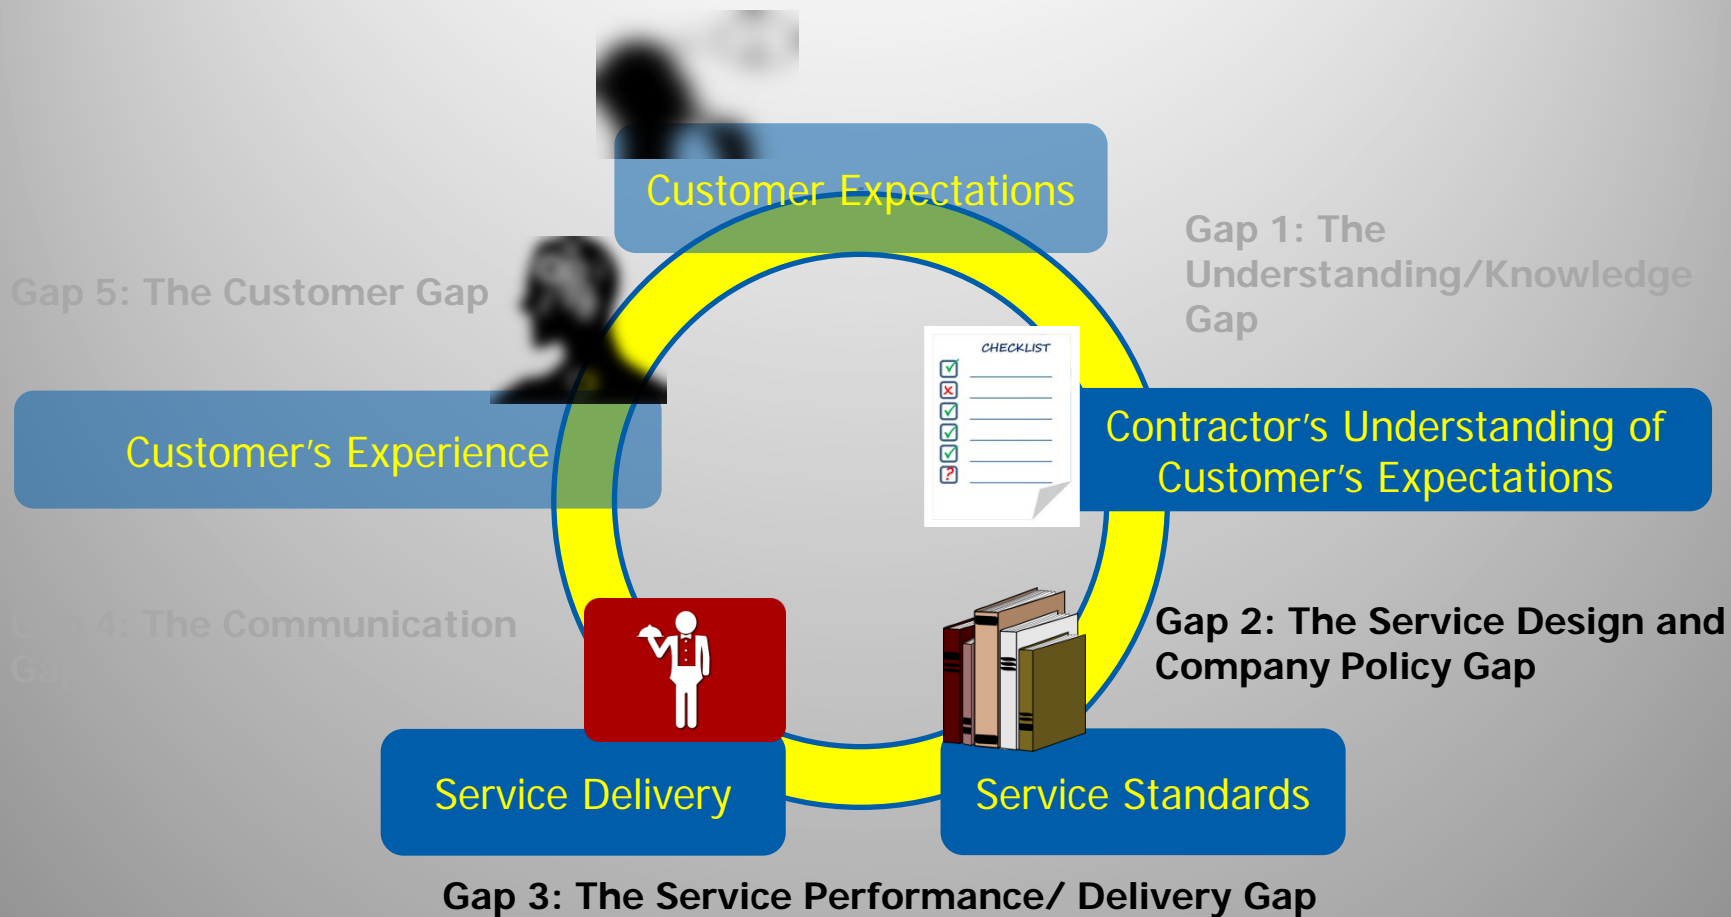 Customer Expectations
Gap 1: The
Understanding/Knowledge
Gap
Gap 5: The Customer Gap
CHECKLIST
?
Contractor's Understanding of
Customer's Expectations
Customer's Experience
Gap 2: The Service Design and
Company Policy Gap
4: The Communication
Service Delivery
Service Standards
Gap 3: The Service Performance/ Delivery Gap